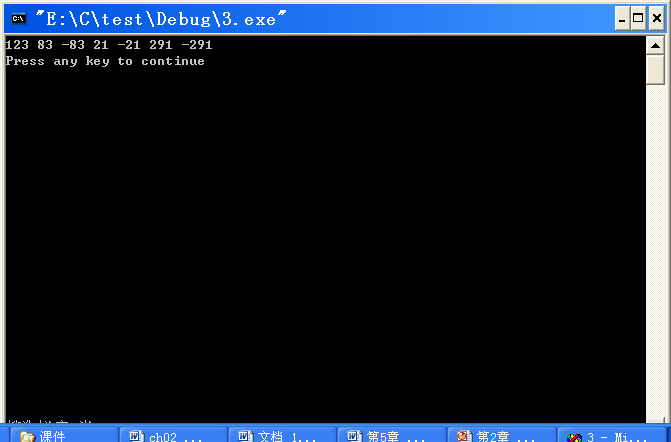 "E:\C\test\Debug\3.exe"
123 83 -83 21 -21 291 -291
Press any key to continue
课件
ch02 ...
文档 1...
第5章 ...
第2章 ...
3 - Mi...